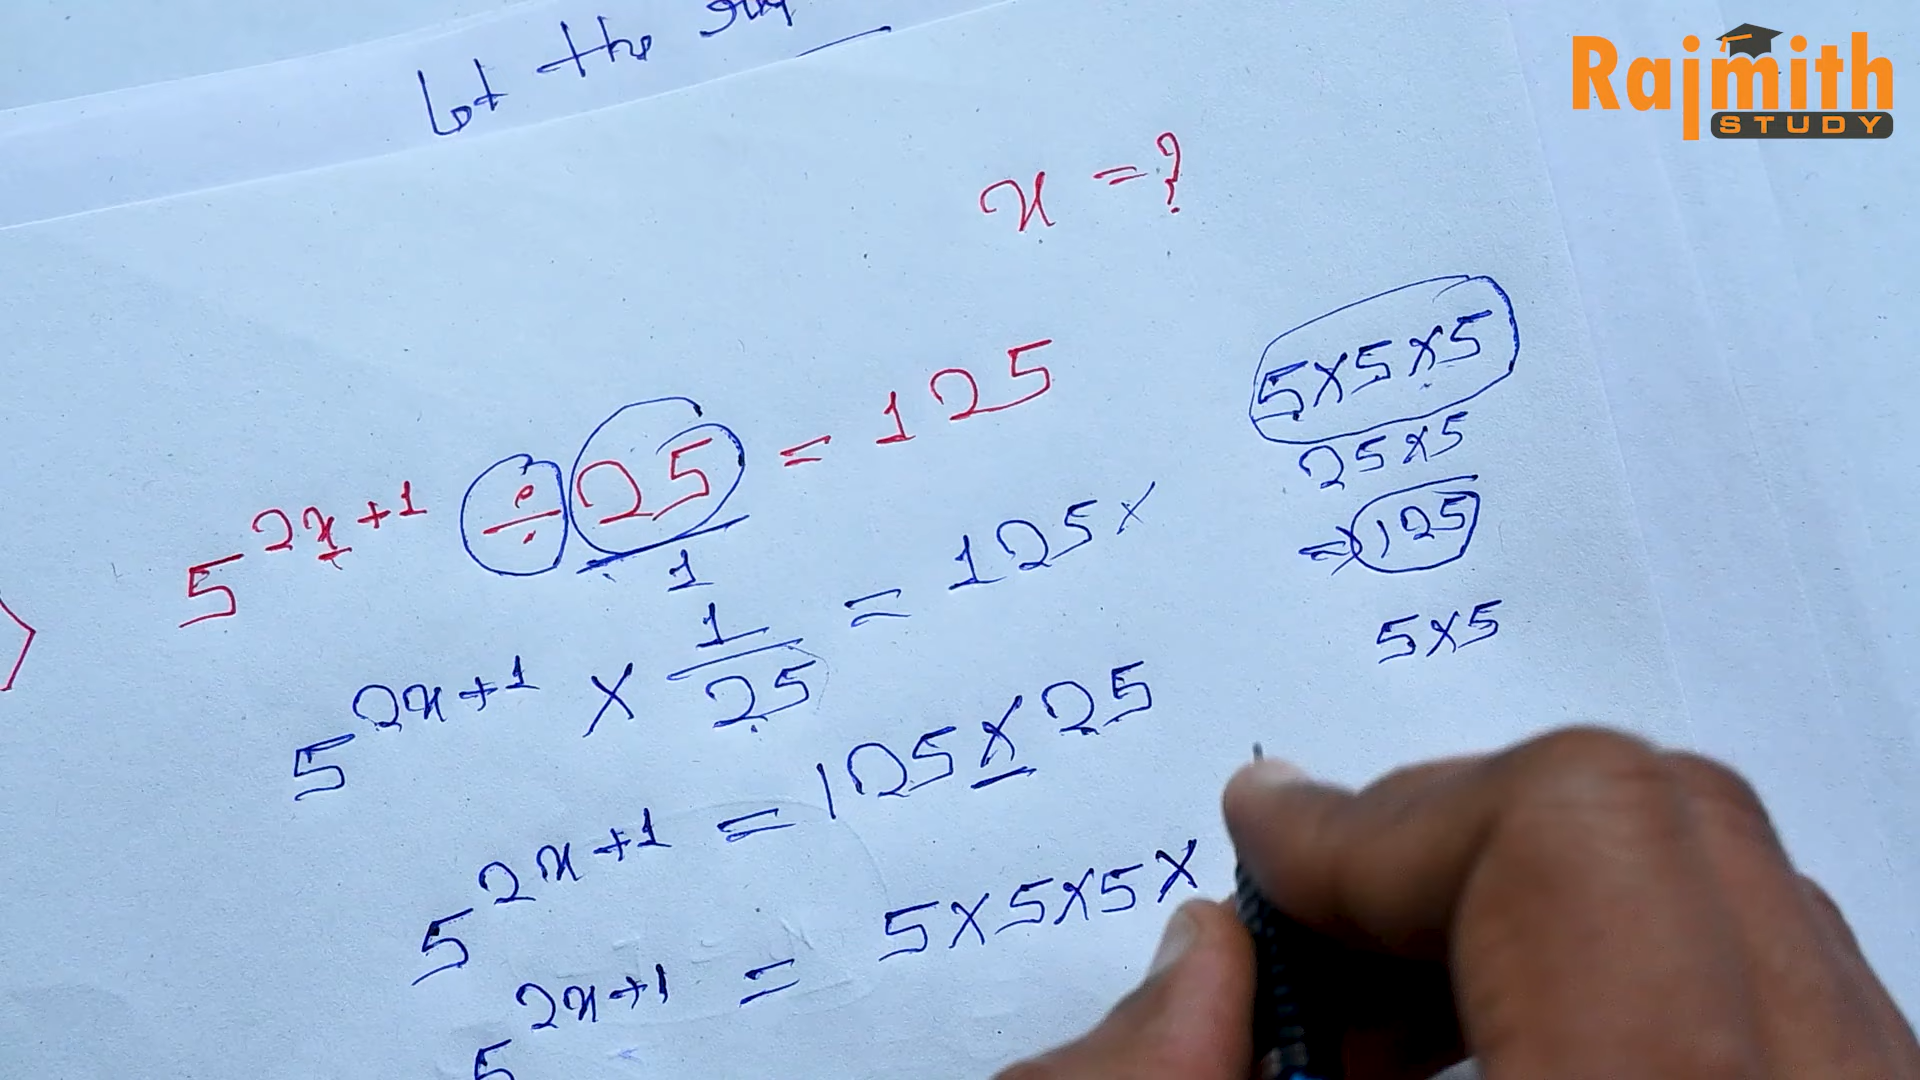 Let the
Rajmith
STUDY
x = ?
5^{2x+1} ÷ 25 = 125
1
5^{2x+1} × 1/25 = 125 ×
5^{2x+1} = 125 × 25
5^{2x+1} = 5×5×5×
5
5×5×5
25×5
=> 125
5×5